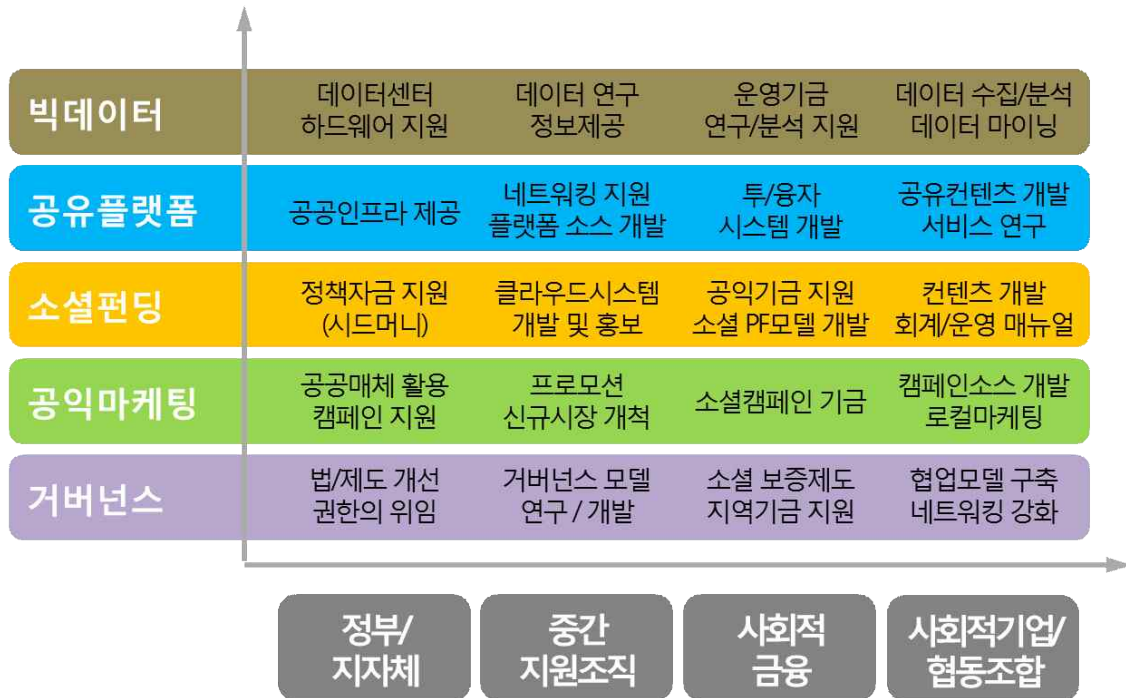 빅데이터
데이터센터
하드웨어 지원
데이터 연구
정보제공
운영기금
연구/분석 지원
데이터 수집/분석
데이터 마이닝
공유플랫폼
공공인프라 제공
네트워킹 지원
플랫폼 소스 개발
투/융자
시스템 개발
공유컨텐츠 개발
서비스 연구
소셜펀딩
정책자금 지원
(시드머니)
클라우드시스템
개발 및 홍보
공익기금 지원
소셜 PF모델 개발
컨텐츠 개발
회계/운영 매뉴얼
공익마케팅
공공매체 활용
캠페인 지원
프로모션
신규시장 개척
소셜캠페인 기금
캠페인소스 개발
로컬마케팅
거버넌스
법/제도 개선
권한의 위임
거버넌스 모델
연구 / 개발
소셜 보증제도
지역기금 지원
협업모델 구축
네트워킹 강화
정부/
지자체
중간
지원조직
사회적
금융
사회적기업/
협동조합